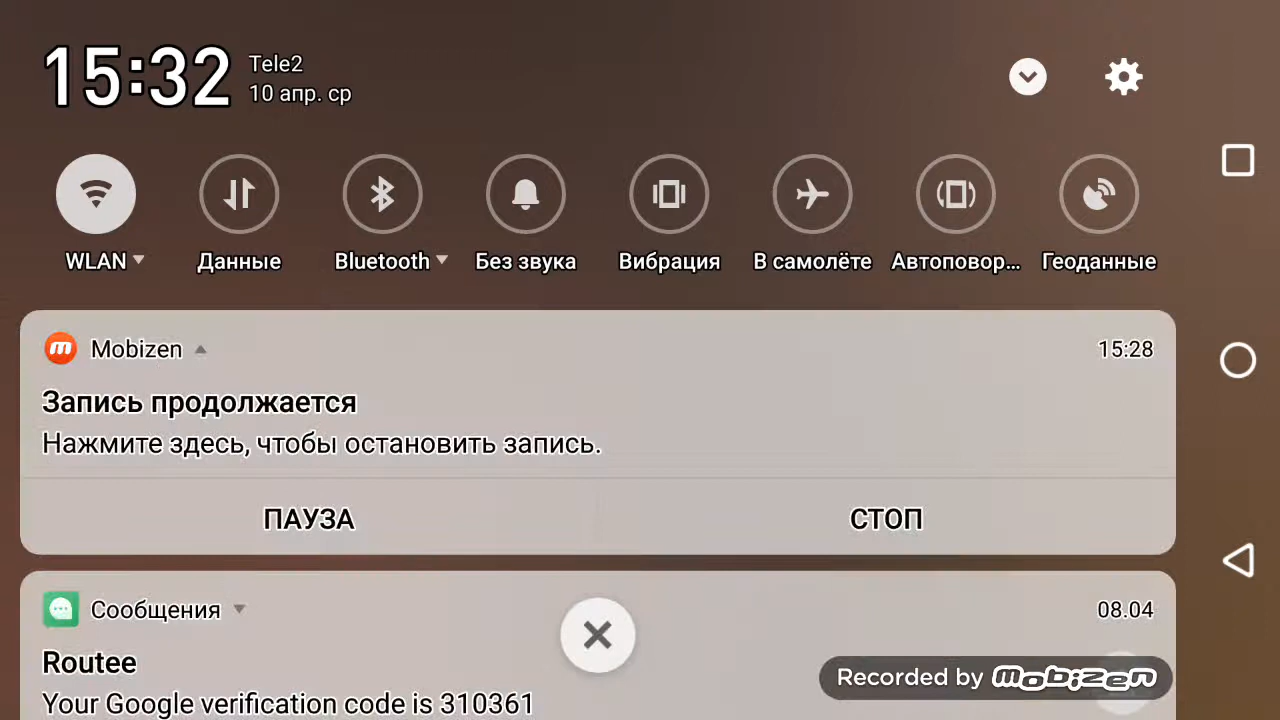 15:32
Tele2
10 апр. ср
WLAN
Данные
Bluetooth
Без звука
Вибрация
В самолёте
Автоповор...
Геоданные
Mobizen
15:28
Запись продолжается
Нажмите здесь, чтобы остановить запись.
ПАУЗА
СТОП
Сообщения
08.04
Routee
Your Google verification code is 310361
Recorded by mobizen